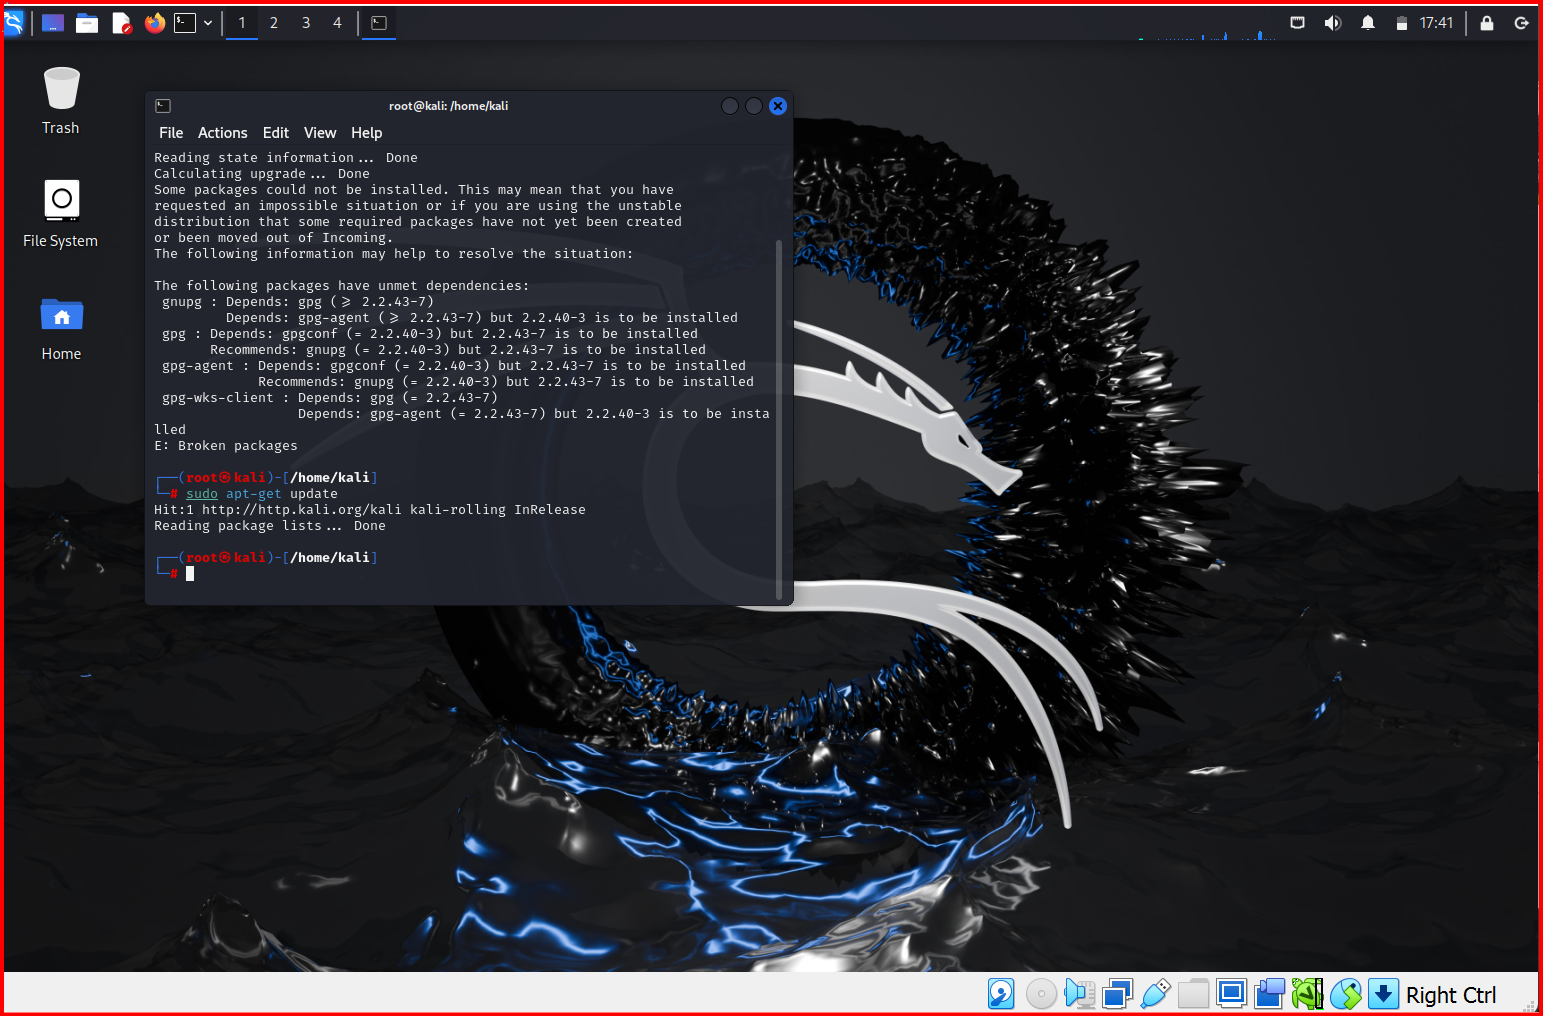 1 2 3 4 17:41
Trash
File System
Home
root@kali: /home/kali
File Actions Edit View Help
Reading state information... Done
Calculating upgrade... Done
Some packages could not be installed. This may mean that you have
requested an impossible situation or if you are using the unstable
distribution that some required packages have not yet been created
or been moved out of Incoming.
The following information may help to resolve the situation:
The following packages have unmet dependencies:
gnupg : Depends: gpg (≥ 2.2.43-7)
Depends: gpg-agent (≥ 2.2.43-7) but 2.2.40-3 is to be installed
gpg : Depends: gpgconf (= 2.2.40-3) but 2.2.43-7 is to be installed
Recommends: gnupg (= 2.2.40-3) but 2.2.43-7 is to be installed
gpg-agent : Depends: gpgconf (= 2.2.40-3) but 2.2.43-7 is to be installed
Recommends: gnupg (= 2.2.40-3) but 2.2.43-7 is to be installed
gpg-wks-client : Depends: gpg (= 2.2.43-7)
Depends: gpg-agent (= 2.2.43-7) but 2.2.40-3 is to be insta
lled
E: Broken packages
┌──(root㉿kali)-[/home/kali]
└─# sudo apt-get update
Hit:1 http://http.kali.org/kali kali-rolling InRelease
Reading package lists... Done
┌──(root㉿kali)-[/home/kali]
└─#
Right Ctrl